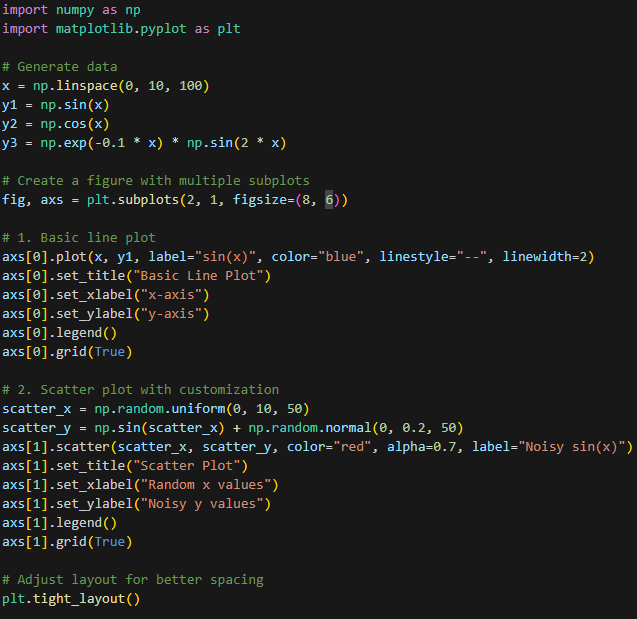 import numpy as np
import matplotlib.pyplot as plt

# Generate data
x = np.linspace(0, 10, 100)
y1 = np.sin(x)
y2 = np.cos(x)
y3 = np.exp(-0.1 * x) * np.sin(2 * x)

# Create a figure with multiple subplots
fig, axs = plt.subplots(2, 1, figsize=(8, 6))

# 1. Basic line plot
axs[0].plot(x, y1, label="sin(x)", color="blue", linestyle="--", linewidth=2)
axs[0].set_title("Basic Line Plot")
axs[0].set_xlabel("x-axis")
axs[0].set_ylabel("y-axis")
axs[0].legend()
axs[0].grid(True)

# 2. Scatter plot with customization
scatter_x = np.random.uniform(0, 10, 50)
scatter_y = np.sin(scatter_x) + np.random.normal(0, 0.2, 50)
axs[1].scatter(scatter_x, scatter_y, color="red", alpha=0.7, label="Noisy sin(x)")
axs[1].set_title("Scatter Plot")
axs[1].set_xlabel("Random x values")
axs[1].set_ylabel("Noisy y values")
axs[1].legend()
axs[1].grid(True)

# Adjust layout for better spacing
plt.tight_layout()